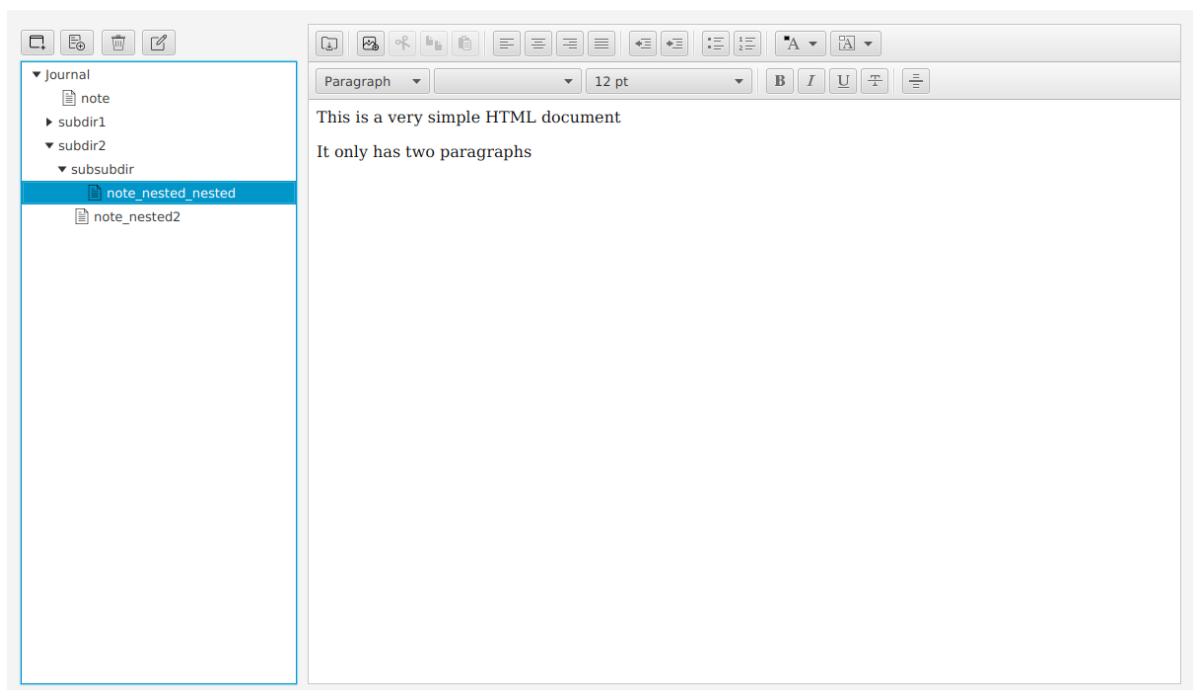 Journal
note
subdir1
subdir2
subsubdir
note_nested_nested
note_nested2
A A
Paragraph 12 pt B I U T
This is a very simple HTML document
It only has two paragraphs